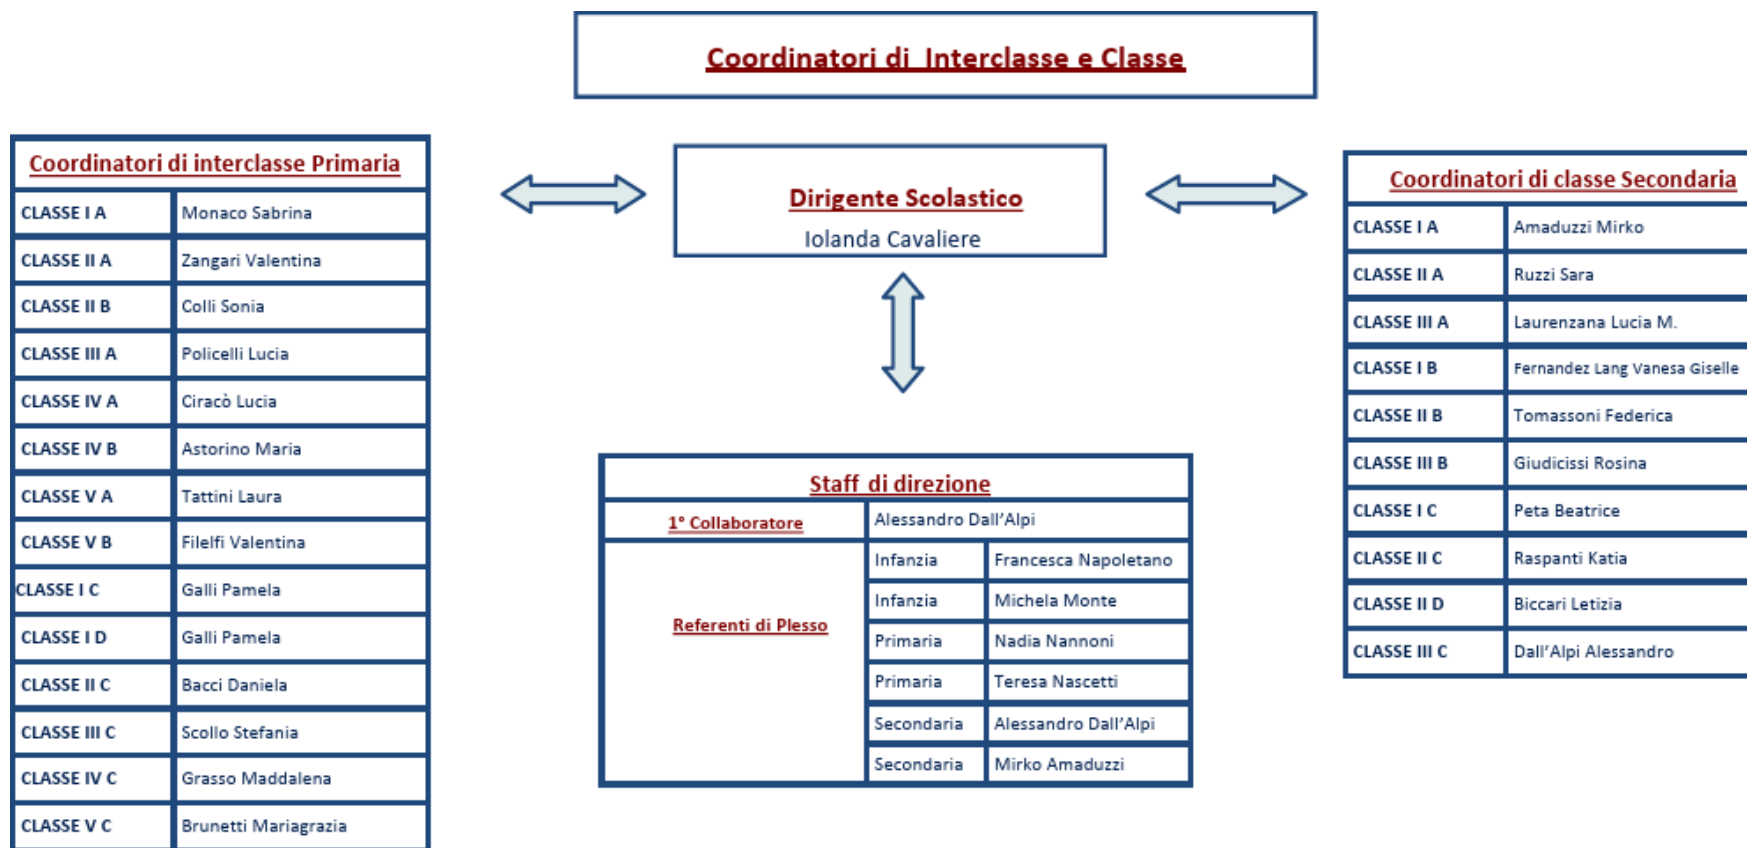 Coordinatori di Interclasse e Classe
Coordinatori di interclasse Primaria
CLASSE I A Monaco Sabrina
CLASSE II A Zangari Valentina
CLASSE II B Colli Sonia
CLASSE III A Policelli Lucia
CLASSE IV A Ciracò Lucia
CLASSE IV B Astorino Maria
CLASSE V A Tattini Laura
CLASSE V B Filelfi Valentina
CLASSE I C Galli Pamela
CLASSE I D Galli Pamela
CLASSE II C Bacci Daniela
CLASSE III C Scollo Stefania
CLASSE IV C Grasso Maddalena
CLASSE V C Brunetti Mariagrazia
Dirigente Scolastico
Iolanda Cavaliere
Staff di direzione
1° Collaboratore Alessandro Dall'Alpi
Referenti di Plesso
Infanzia Francesca Napoletano
Infanzia Michela Monte
Primaria Nadia Nannoni
Primaria Teresa Nascetti
Secondaria Alessandro Dall'Alpi
Secondaria Mirko Amaduzzi
Coordinatori di classe Secondaria
CLASSE I A Amaduzzi Mirko
CLASSE II A Ruzzi Sara
CLASSE III A Laurenzana Lucia M.
CLASSE I B Fernandez Lang Vanesa Giselle
CLASSE II B Tomassoni Federica
CLASSE III B Giudicissi Rosina
CLASSE I C Peta Beatrice
CLASSE II C Raspanti Katia
CLASSE II D Biccari Letizia
CLASSE III C Dall'Alpi Alessandro